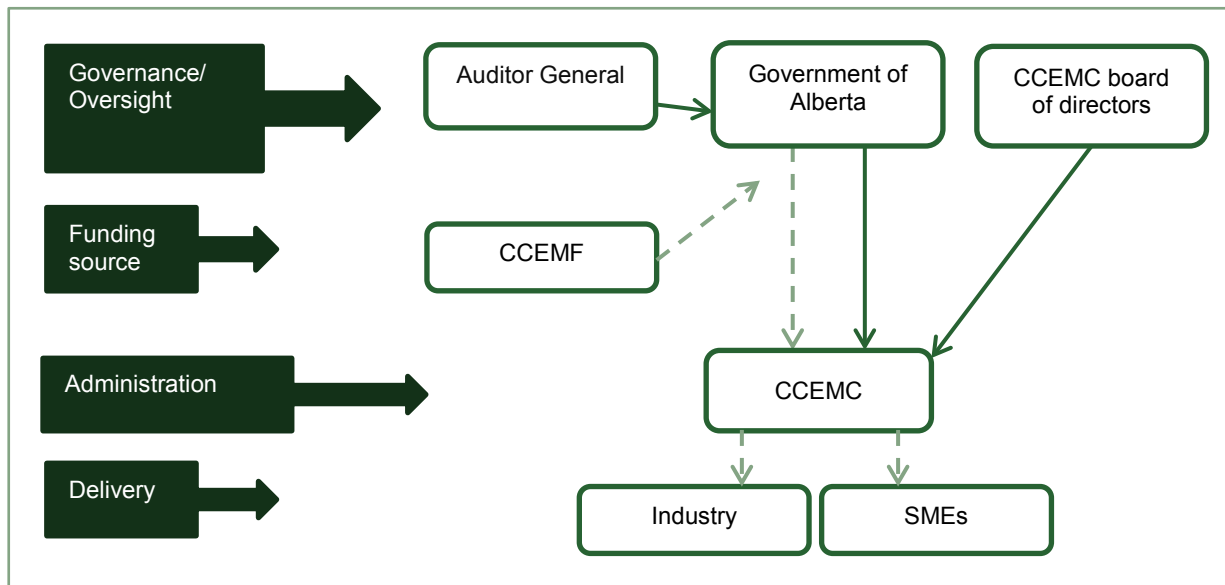 Governance/
Oversight
Auditor General
Government of
Alberta
CCEMC board
of directors
Funding
source
CCEMF
Administration
CCEMC
Delivery
Industry
SMEs